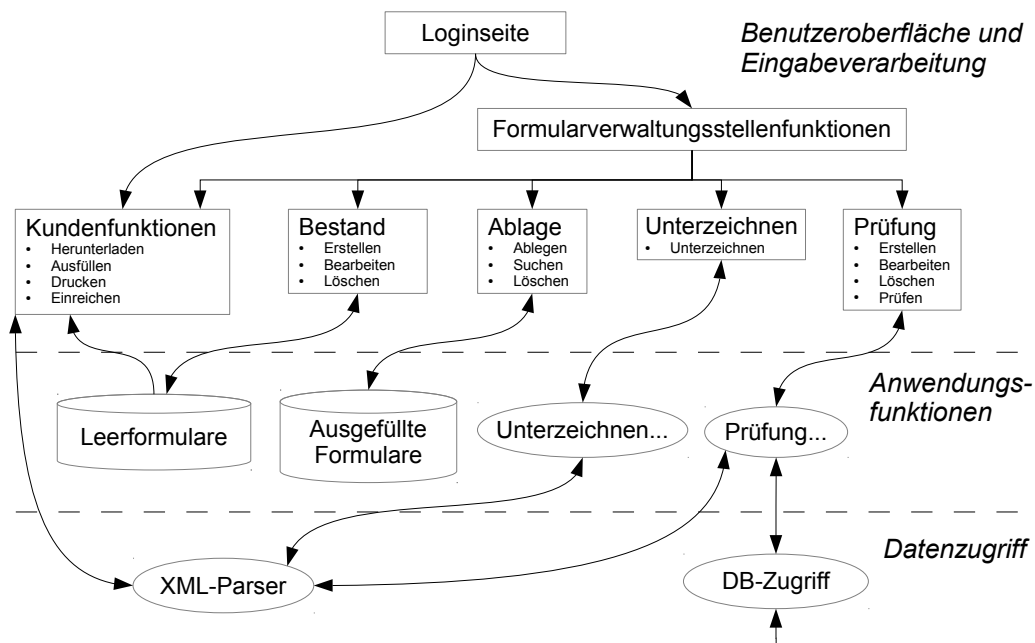 Loginseite
Benutzeroberfläche und
Eingabeverarbeitung
Formularverwaltungsstellenfunktionen
Kundenfunktionen
• Herunterladen
• Ausfüllen
• Drucken
• Einreichen
Bestand
• Erstellen
• Bearbeiten
• Löschen
Ablage
• Ablegen
• Suchen
• Löschen
Unterzeichnen
• Unterzeichnen
Prüfung
• Erstellen
• Bearbeiten
• Löschen
• Prüfen
Anwendungs-
funktionen
Leerformulare
Ausgefüllte
Formulare
Unterzeichnen...
Prüfung...
Datenzugriff
XML-Parser
DB-Zugriff